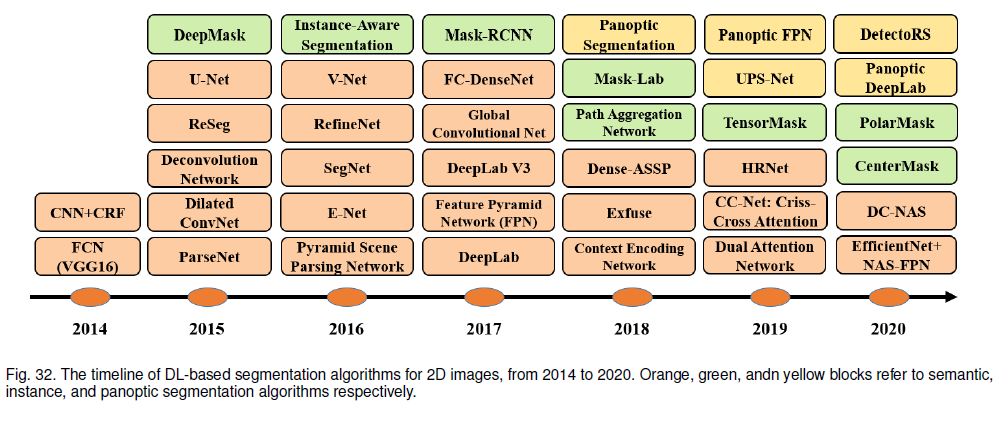 DeepMask
Instance-Aware
Segmentation
Mask-RCNN
Panoptic
Segmentation
Panoptic FPN
DetectoRS
U-Net
V-Net
FC-DenseNet
Mask-Lab
UPS-Net
Panoptic
DeepLab
ReSeg
RefineNet
Global
Convolutional Net
Path Aggregation
Network
TensorMask
PolarMask
Deconvolution
Network
SegNet
DeepLab V3
Dense-ASSP
HRNet
CenterMask
CNN+CRF
Dilated
ConvNet
E-Net
Feature Pyramid
Network (FPN)
Exfuse
CC-Net: Criss-
Cross Attention
DC-NAS
FCN
(VGG16)
ParseNet
Pyramid Scene
Parsing Network
DeepLab
Context Encoding
Network
Dual Attention
Network
EfficientNet+
NAS-FPN
2014
2015
2016
2017
2018
2019
2020
Fig. 32. The timeline of DL-based segmentation algorithms for 2D images, from 2014 to 2020. Orange, green, andn yellow blocks refer to semantic,
instance, and panoptic segmentation algorithms respectively.